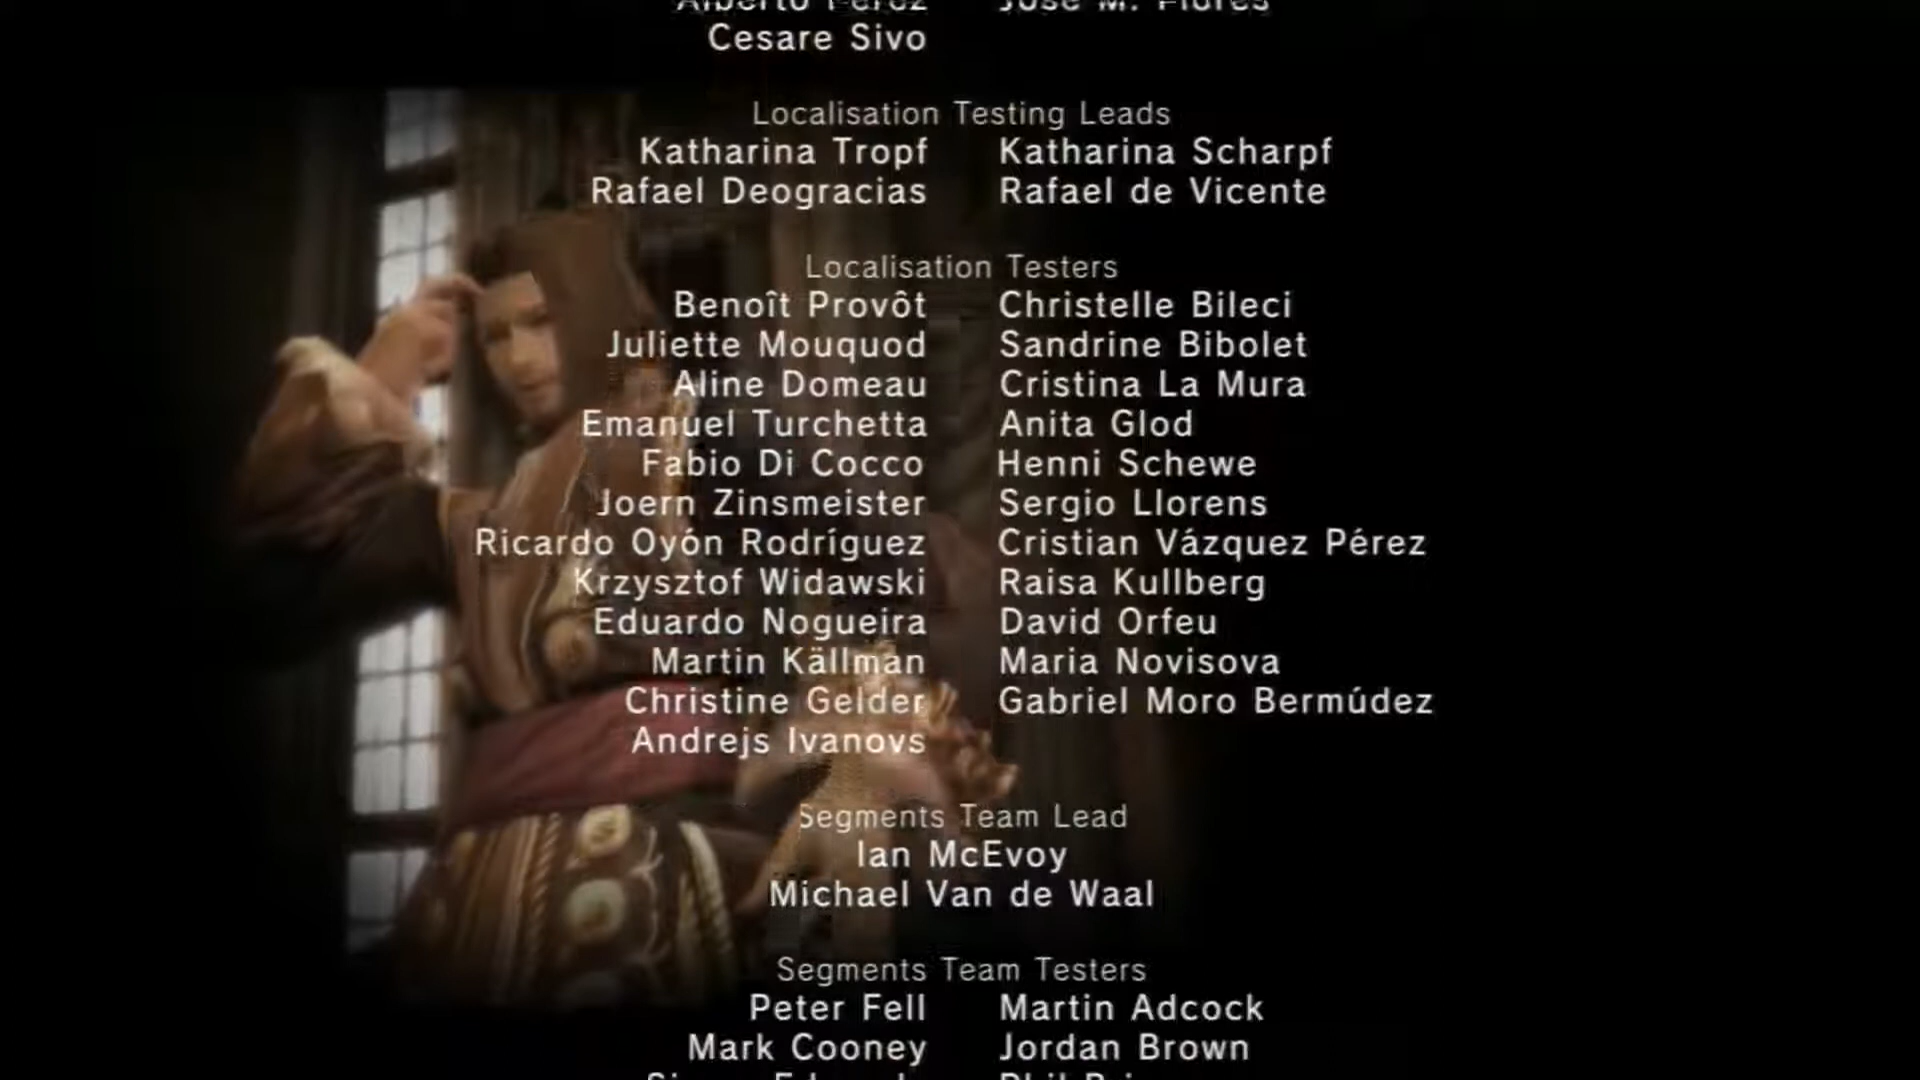 Alberto Pérez José M. Flores
Cesare Sivo
Localisation Testing Leads
Katharina Tropf Katharina Scharpf
Rafael Deogracias Rafael de Vicente
Localisation Testers
Benoît Provôt Christelle Bileci
Juliette Mouquod Sandrine Bibolet
Aline Domeau Cristina La Mura
Emanuel Turchetta Anita Glod
Fabio Di Cocco Henni Schewe
Joern Zinsmeister Sergio Llorens
Ricardo Oyón Rodríguez Cristian Vázquez Pérez
Krzysztof Widawski Raisa Kullberg
Eduardo Nogueira David Orfeu
Martin Källman Maria Novisova
Christine Gelder Gabriel Moro Bermúdez
Andrejs Ivanovs
Segments Team Lead
Ian McEvoy
Michael Van de Waal
Segments Team Testers
Peter Fell Martin Adcock
Mark Cooney Jordan Brown